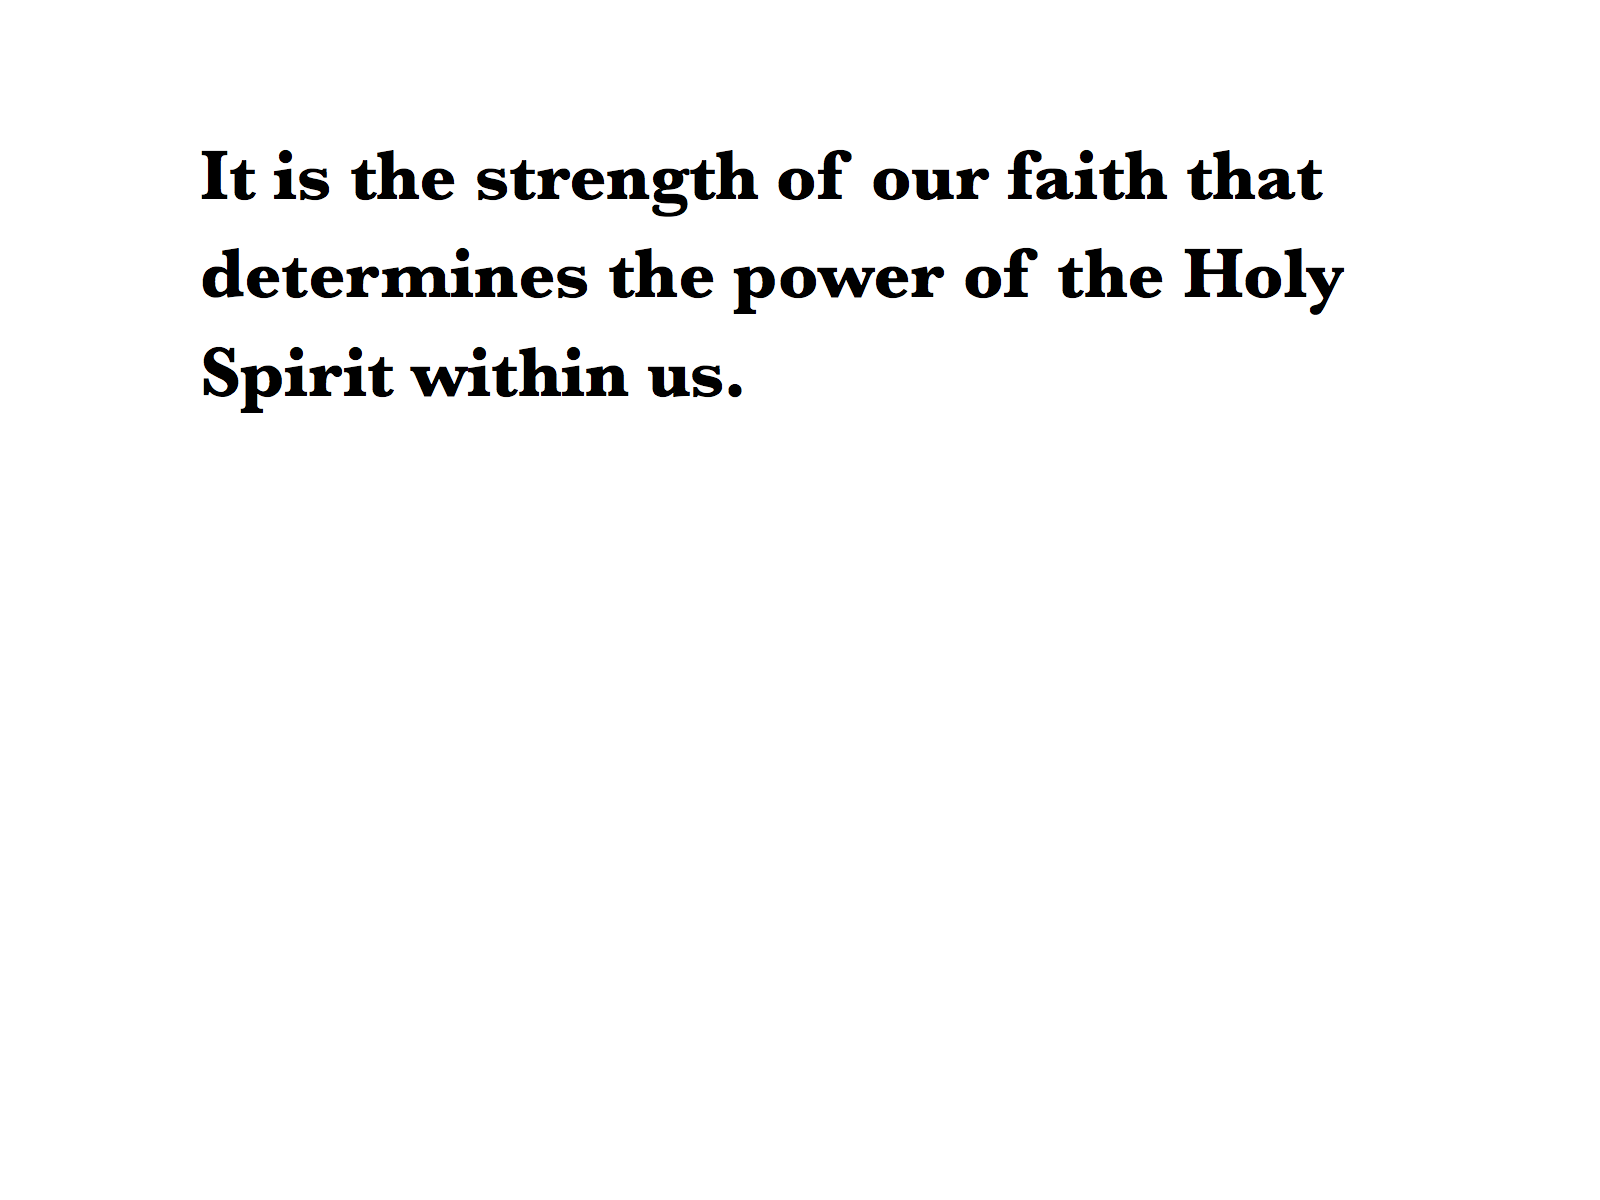 It is the strength of our faith that
determines the power of the Holy
Spirit within us.